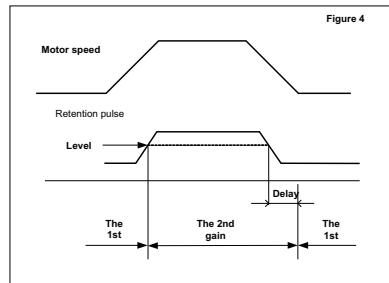 Figure 4
Motor speed
Retention pulse
Level
Delay
The 1st
The 2nd gain
The 1st